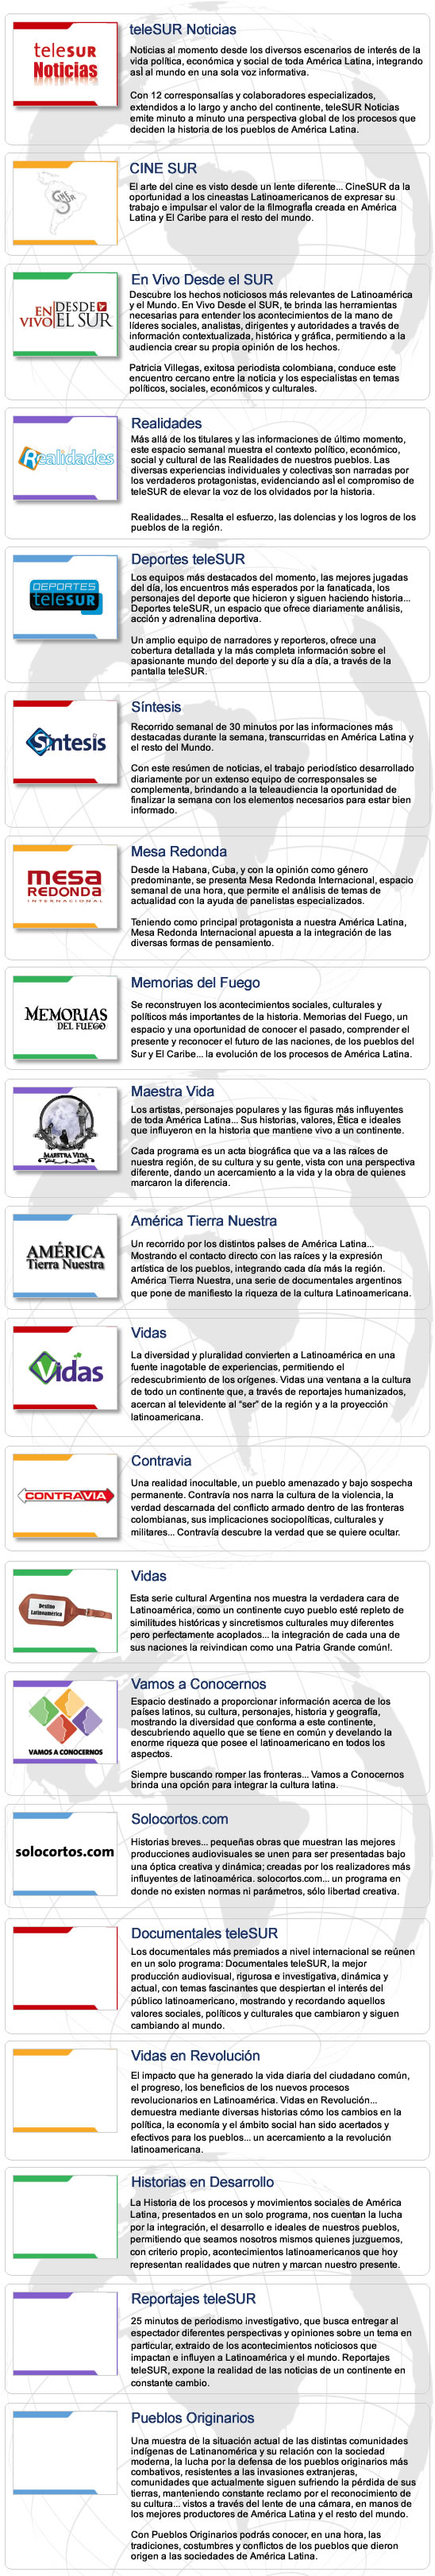 teleSUR Noticias
teleSUR
Noticias
Noticias al momento desde los diversos escenarios de interés de la
vida política, económica y social de toda América Latina, integrando
asÌ al mundo en una sola voz informativa.
Con 12 corresponsalías y colaboradores especializados,
extendidos a lo largo y ancho del continente, teleSUR Noticias
emite minuto a minuto una perspectiva global de los procesos que
deciden la historia de los pueblos de América Latina.
CINE SUR
CINE
SUR
El arte del cine es visto desde un lente diferente... CineSUR da la
oportunidad a los cineastas Latinoamericanos de expresar su
trabajo e impulsar el valor de la filmografìa creada en América
Latina y El Caribe para el resto del mundo.
En Vivo Desde el SUR
EN VIVO DESDE EL SUR
Descubre los hechos noticiosos más relevantes de Latinoamérica
y el Mundo. En Vivo Desde el SUR, te brinda las herramientas
necesarias para entender los acontecimientos de la mano de
líderes sociales, analistas, dirigentes y autoridades a través de
información contextualizada, histórica y gráfica, permitiendo a la
audiencia crear su propia opinión de los hechos.
Patricia Villegas, exitosa periodista colombiana, conduce este
encuentro cercano entre la noticia y los especialistas en temas
políticos, sociales, económicos y culturales.
Realidades
Realidades
Más allá de los titulares y las informaciones de último momento,
este espacio semanal muestra el contexto político, económico,
social y cultural de las Realidades de nuestros pueblos. Las
diversas experiencias individuales y colectivas son narradas por
los verdaderos protagonistas, evidenciando asÌ el compromiso de
teleSUR de elevar la voz de los olvidados por la historia.
Realidades... Resalta el esfuerzo, las dolencias y los logros de los
pueblos de la región.
Deportes teleSUR
DEPORTES
teleSUR
Los equipos más destacados del momento, las mejores jugadas
del día, los encuentros más esperados por la fanaticada, los
personajes del deporte que hicieron y siguen haciendo historia...
Deportes teleSUR, un espacio que ofrece diariamente análisis,
acción y adrenalina deportiva.
Un amplio equipo de narradores y reporteros, ofrece una
cobertura detallada y la más completa información sobre el
apasionante mundo del deporte y su día a día, a través de la
pantalla teleSUR.
Síntesis
Síntesis
Recorrido semanal de 30 minutos por las informaciones más
destacadas durante la semana, transcurridas en América Latina y
el resto del Mundo.
Con este resúmen de noticias, el trabajo periodístico desarrollado
diariamente por un extenso equipo de corresponsales se
complementa, brindando a la teleaudiencia la oportunidad de
finalizar la semana con los elementos necesarios para estar bien
informado.
Mesa Redonda
mesa
REDONDA
INTERNACIONAL
Desde la Habana, Cuba, y con la opinión como género
predominante, se presenta Mesa Redonda Internacional, espacio
semanal de una hora, que permite el análisis de temas de
actualidad con la ayuda de panelistas especializados.
Teniendo como principal protagonista a nuestra América Latina,
Mesa Redonda Internacional apuesta a la integración de las
diversas formas de pensamiento.
Memorias del Fuego
MEMORIAS
DEL FUEGO
Se reconstruyen los acontecimientos sociales, culturales y
políticos más importantes de la historia. Memorias del Fuego, un
espacio y una oportunidad de conocer el pasado, comprender el
presente y reconocer el futuro de las naciones, de los pueblos del
Sur y El Caribe... la evolución de los procesos de América Latina.
Maestra Vida
MAESTRA VIDA
Los artistas, personajes populares y las figuras más influyentes
de toda América Latina... Sus historias, valores, Ética e ideales
que influyeron en la historia que mantiene vivo a un continente.
Cada programa es un acta biográfica que va a las raíces de
nuestra región, de su cultura y su gente, vista con una perspectiva
diferente, dando un acercamiento a la vida y la obra de quienes
marcaron la diferencia.
América Tierra Nuestra
AMÉRICA
Tierra Nuestra
Un recorrido por los distintos paÌses de América Latina...
Mostrando el contacto directo con las raíces y la expresión
artística de los pueblos, integrando cada día más la región.
América Tierra Nuestra, una serie de documentales argentinos
que pone de manifiesto la riqueza de la cultura Latinoamericana.
Vidas
Vidas
La diversidad y pluralidad convierten a Latinoamérica en una
fuente inagotable de experiencias, permitiendo el
redescubrimiento de los orígenes. Vidas una ventana a la cultura
de todo un continente que, a través de reportajes humanizados,
acercan al televidente al “ser” de la región y a la proyección
latinoamericana.
Contravia
CONTRAVIA
Una realidad inocultable, un pueblo amenazado y bajo sospecha
permanente. Contravía nos narra la cultura de la violencia, la
verdad descarnada del conflicto armado dentro de las fronteras
colombianas, sus implicaciones sociopolíticas, culturales y
militares... Contravía descubre la verdad que se quiere ocultar.
Vidas
Destino
Latinoamérica
Esta serie cultural Argentina nos muestra la verdadera cara de
Latinoamérica, como un continente cuyo pueblo esté repleto de
similitudes históricas y sincretismos culturales muy diferentes
pero perfectamente acoplados... la integración de cada una de
sus naciones la reivindican como una Patria Grande común!.
Vamos a Conocernos
VAMOS A CONOCERNOS
Espacio destinado a proporcionar información acerca de los
países latinos, su cultura, personajes, historia y geografía,
mostrando la diversidad que conforma a este continente,
descubriendo aquello que se tiene en común y develando la
enorme riqueza que posee el latinoamericano en todos los
aspectos.
Siempre buscando romper las fronteras... Vamos a Conocernos
brinda una opción para integrar la cultura latina.
Solocortos.com
solocortos.com
Historias breves... pequeñas obras que muestran las mejores
producciones audiovisuales se unen para ser presentadas bajo
una óptica creativa y dinámica; creadas por los realizadores más
influyentes de latinoamérica. solocortos.com... un programa en
donde no existen normas ni parámetros, sólo libertad creativa.
Documentales teleSUR
Los documentales más premiados a nivel internacional se reúnen
en un solo programa: Documentales teleSUR, la mejor
producción audiovisual, rigurosa e investigativa, dinámica y
actual, con temas fascinantes que despiertan el interés del
público latinoamericano, mostrando y recordando aquellos
valores sociales, políticos y culturales que cambiaron y siguen
cambiando al mundo.
Vidas en Revolución
El impacto que ha generado la vida diaria del ciudadano común,
el progreso, los beneficios de los nuevos procesos
revolucionarios en Latinoamérica. Vidas en Revolución...
demuestra mediante diversas historias cómo los cambios en la
política, la economía y el ámbito social han sido acertados y
efectivos para los pueblos... un acercamiento a la revolución
latinoamericana.
Historias en Desarrollo
La Historia de los procesos y movimientos sociales de América
Latina, presentados en un solo programa, nos cuentan la lucha
por la integración, el desarrollo e ideales de nuestros pueblos,
permitiendo que seamos nosotros mismos quienes juzguemos,
con criterio propio, acontecimientos latinoamericanos que hoy
representan realidades que nutren y marcan nuestro presente.
Reportajes teleSUR
25 minutos de periodismo investigativo, que busca entregar al
espectador diferentes perspectivas y opiniones sobre un tema en
particular, extraido de los acontecimientos noticiosos que
impactan e influyen a Latinoamérica y el mundo. Reportajes
teleSUR, expone la realidad de las noticias de un continente en
constante cambio.
Pueblos Originarios
Una muestra de la situación actual de las distintas comunidades
indígenas de Latinanomérica y su relación con la sociedad
moderna, la lucha por la defensa de los pueblos originarios más
combativos, resistentes a las invasiones extranjeras,
comunidades que actualmente siguen sufriendo la pérdida de sus
tierras, manteniendo constante reclamo por el reconocimiento de
su cultura... vistos a través del lente de una cámara, en manos de
los mejores productores de América Latina y el resto del mundo.
Con Pueblos Originarios podrás conocer, en una hora, las
tradiciones, costumbres y conflictos de los pueblos que dieron
origen a las sociedades de América Latina.